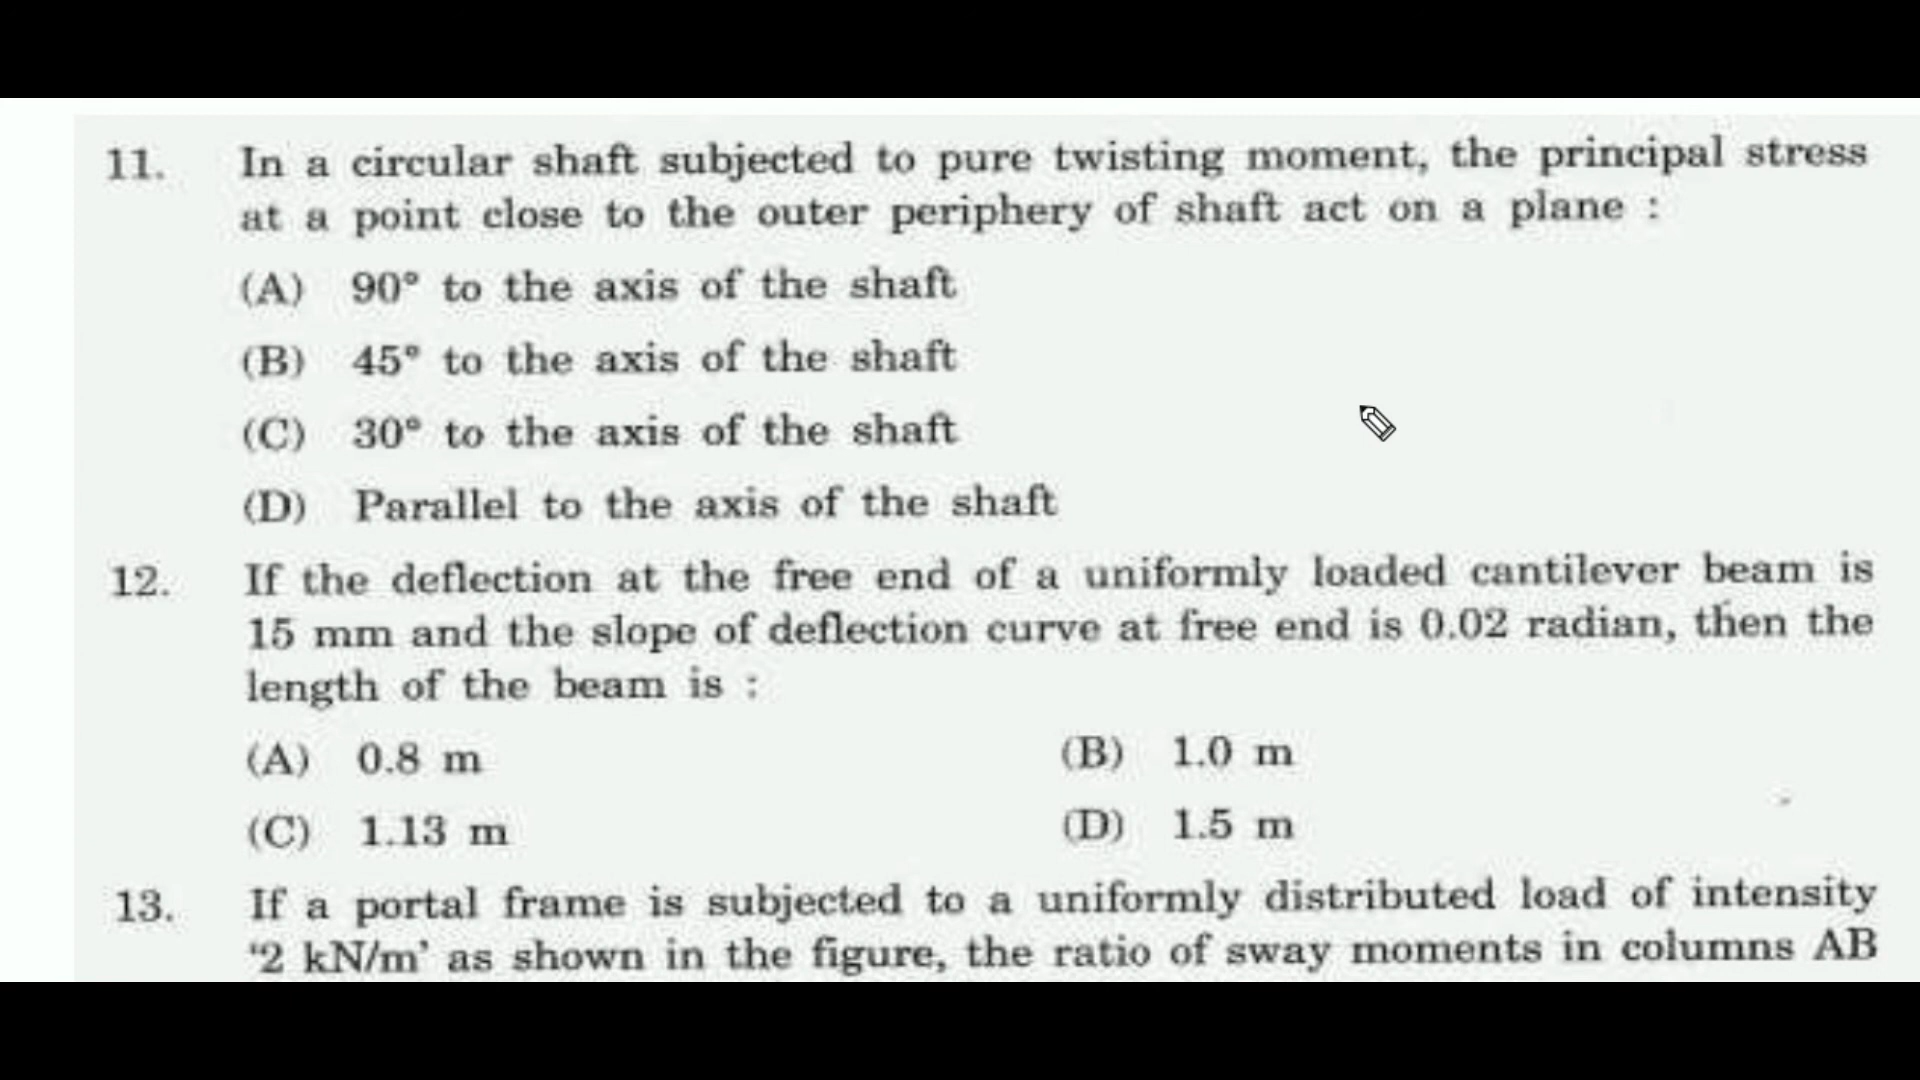 11. In a circular shaft subjected to pure twisting moment, the principal stress
at a point close to the outer periphery of shaft act on a plane :
(A) 90° to the axis of the shaft
(B) 45° to the axis of the shaft
(C) 30° to the axis of the shaft
(D) Parallel to the axis of the shaft
12. If the deflection at the free end of a uniformly loaded cantilever beam is
15 mm and the slope of deflection curve at free end is 0.02 radian, then the
length of the beam is :
(A) 0.8 m (B) 1.0 m
(C) 1.13 m (D) 1.5 m
13. If a portal frame is subjected to a uniformly distributed load of intensity
‘2 kN/m’ as shown in the figure, the ratio of sway moments in columns AB